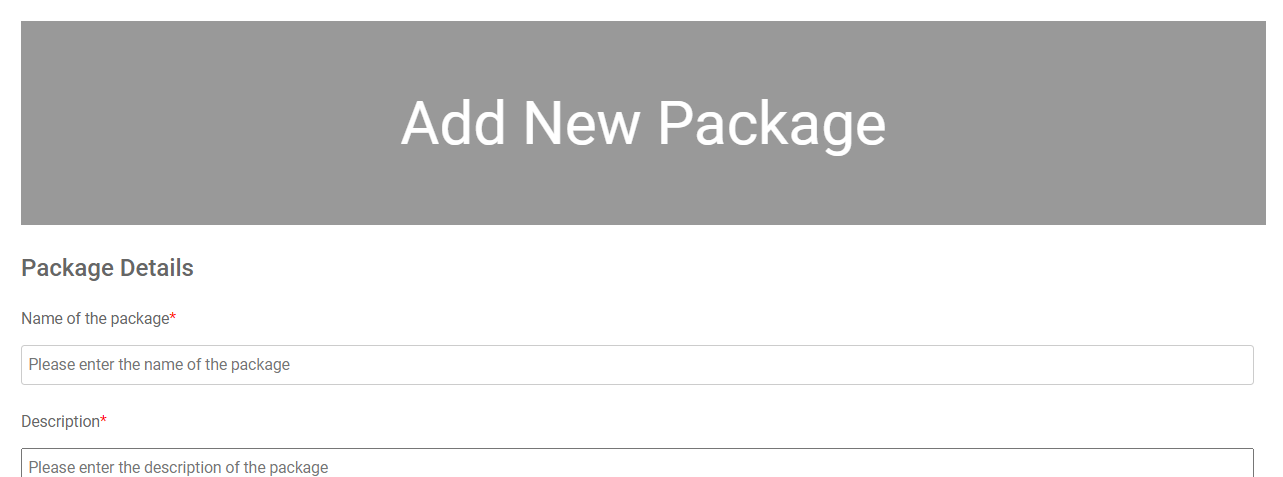 Add New Package
Package Details
Name of the package*
Please enter the name of the package
Description*
Please enter the description of the package